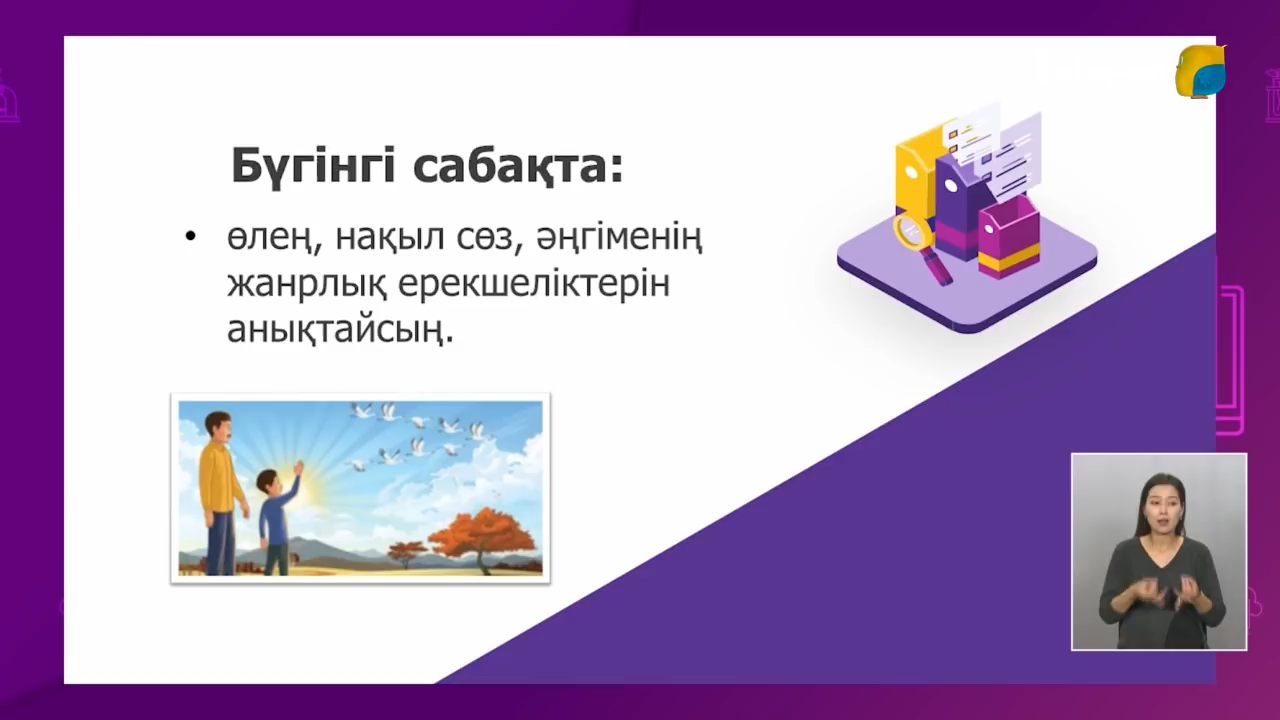 Бүгінгі сабақта:
• өлең, нақыл сөз, әңгіменің
жанрлық ерекшеліктерін
анықтайсың.